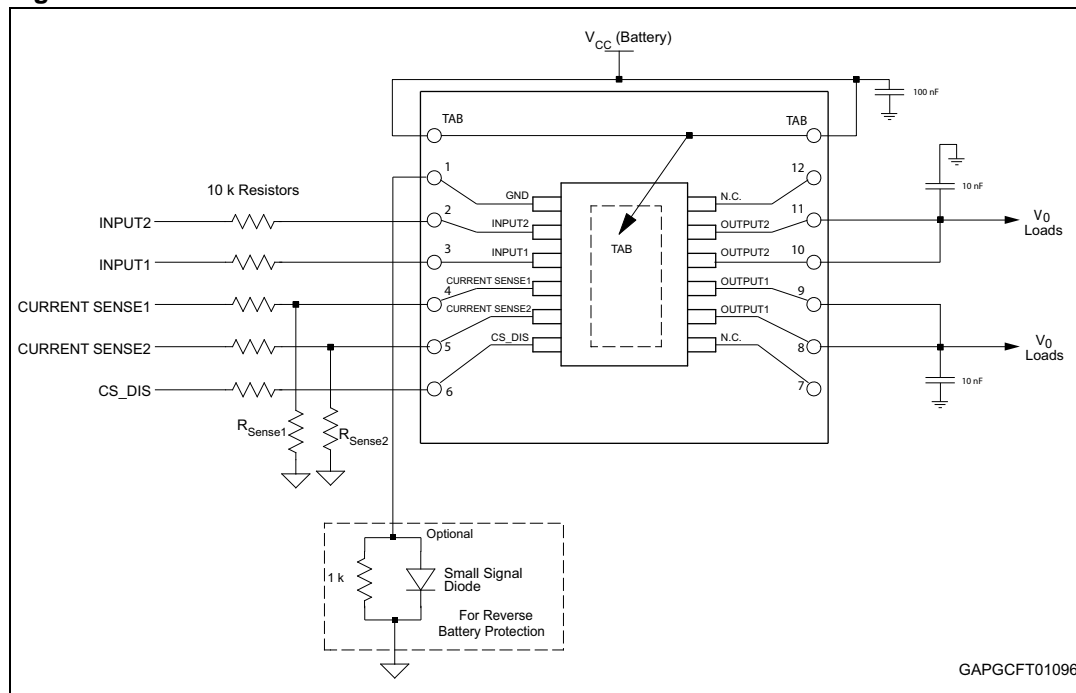 V_CC (Battery)
100 nF
TAB
TAB
1
12
10 k Resistors
GND
N.C.
10 nF
INPUT2
2
INPUT2
OUTPUT2
11
V_0
Loads
TAB
INPUT1
3
INPUT1
OUTPUT2
10
CURRENT SENSE1
4
CURRENT SENSE1
OUTPUT1
9
CURRENT SENSE2
5
CURRENT SENSE2
OUTPUT1
8
V_0
Loads
CS_DIS
6
CS_DIS
N.C.
7
10 nF
R_Sense1
R_Sense2
Optional
1 k
Small Signal
Diode
For Reverse
Battery Protection
GAPGCFT01096